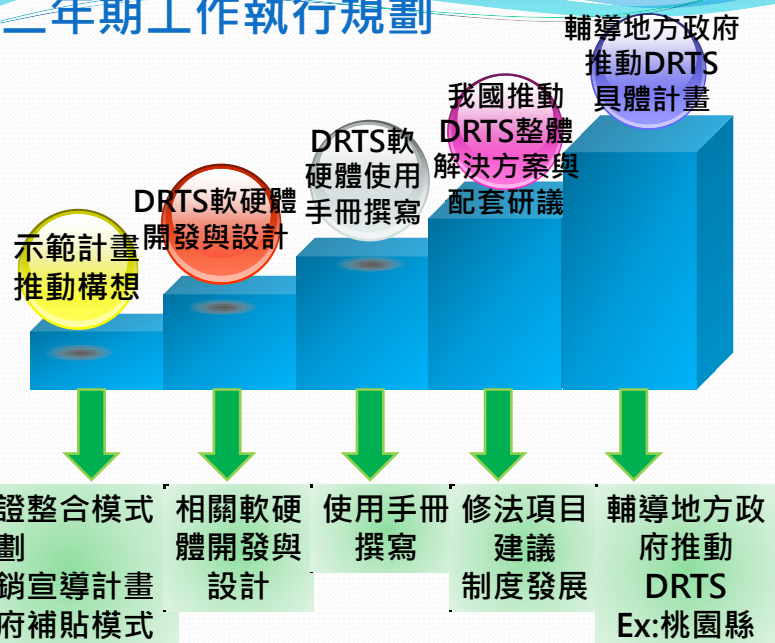 三年期工作執行規劃
示範計畫
推動構想
DRTS軟硬體
開發與設計
DRTS軟
硬體使用
手冊撰寫
我國推動
DRTS整體
解決方案與
配套研議
輔導地方政府
推動DRTS
具體計畫
證整合模式
劃
銷宣導計畫
府補貼模式
相關軟硬
體開發與
設計
使用手冊
撰寫
修法項目
建議
制度發展
輔導地方政
府推動
DRTS
Ex:桃園縣